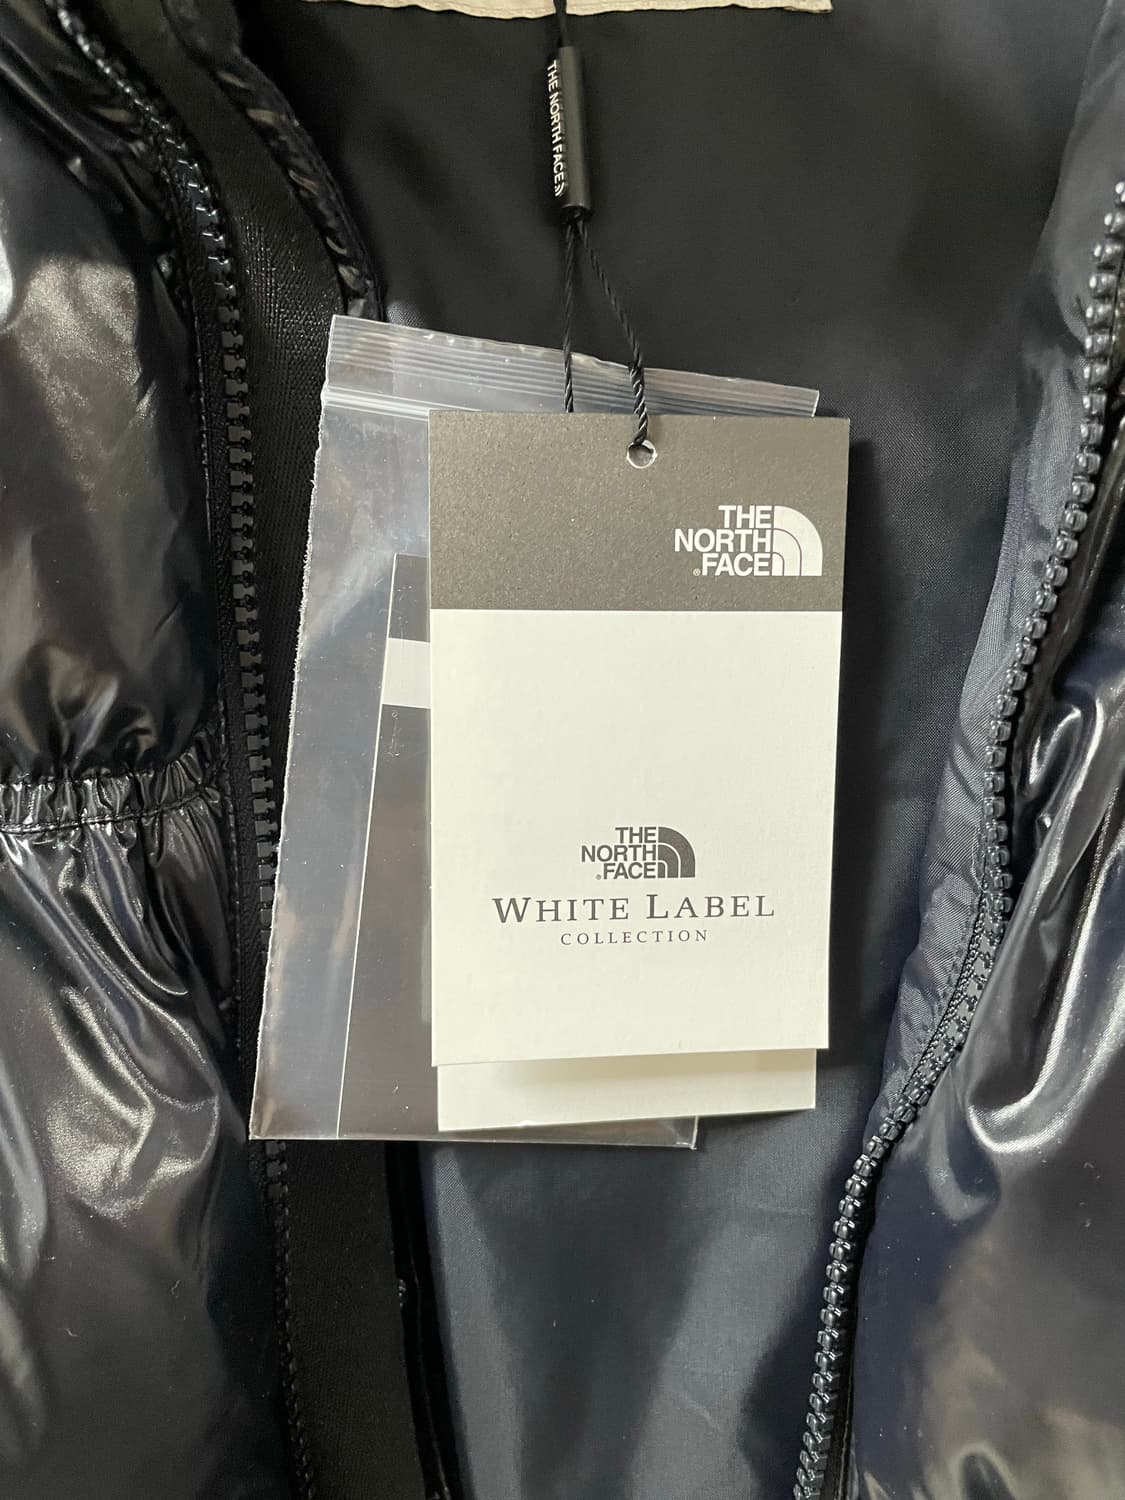 THE NORTH FACE
THE
NORTH
FACE
®
THE
NORTH
FACE
®
WHITE LABEL
COLLECTION